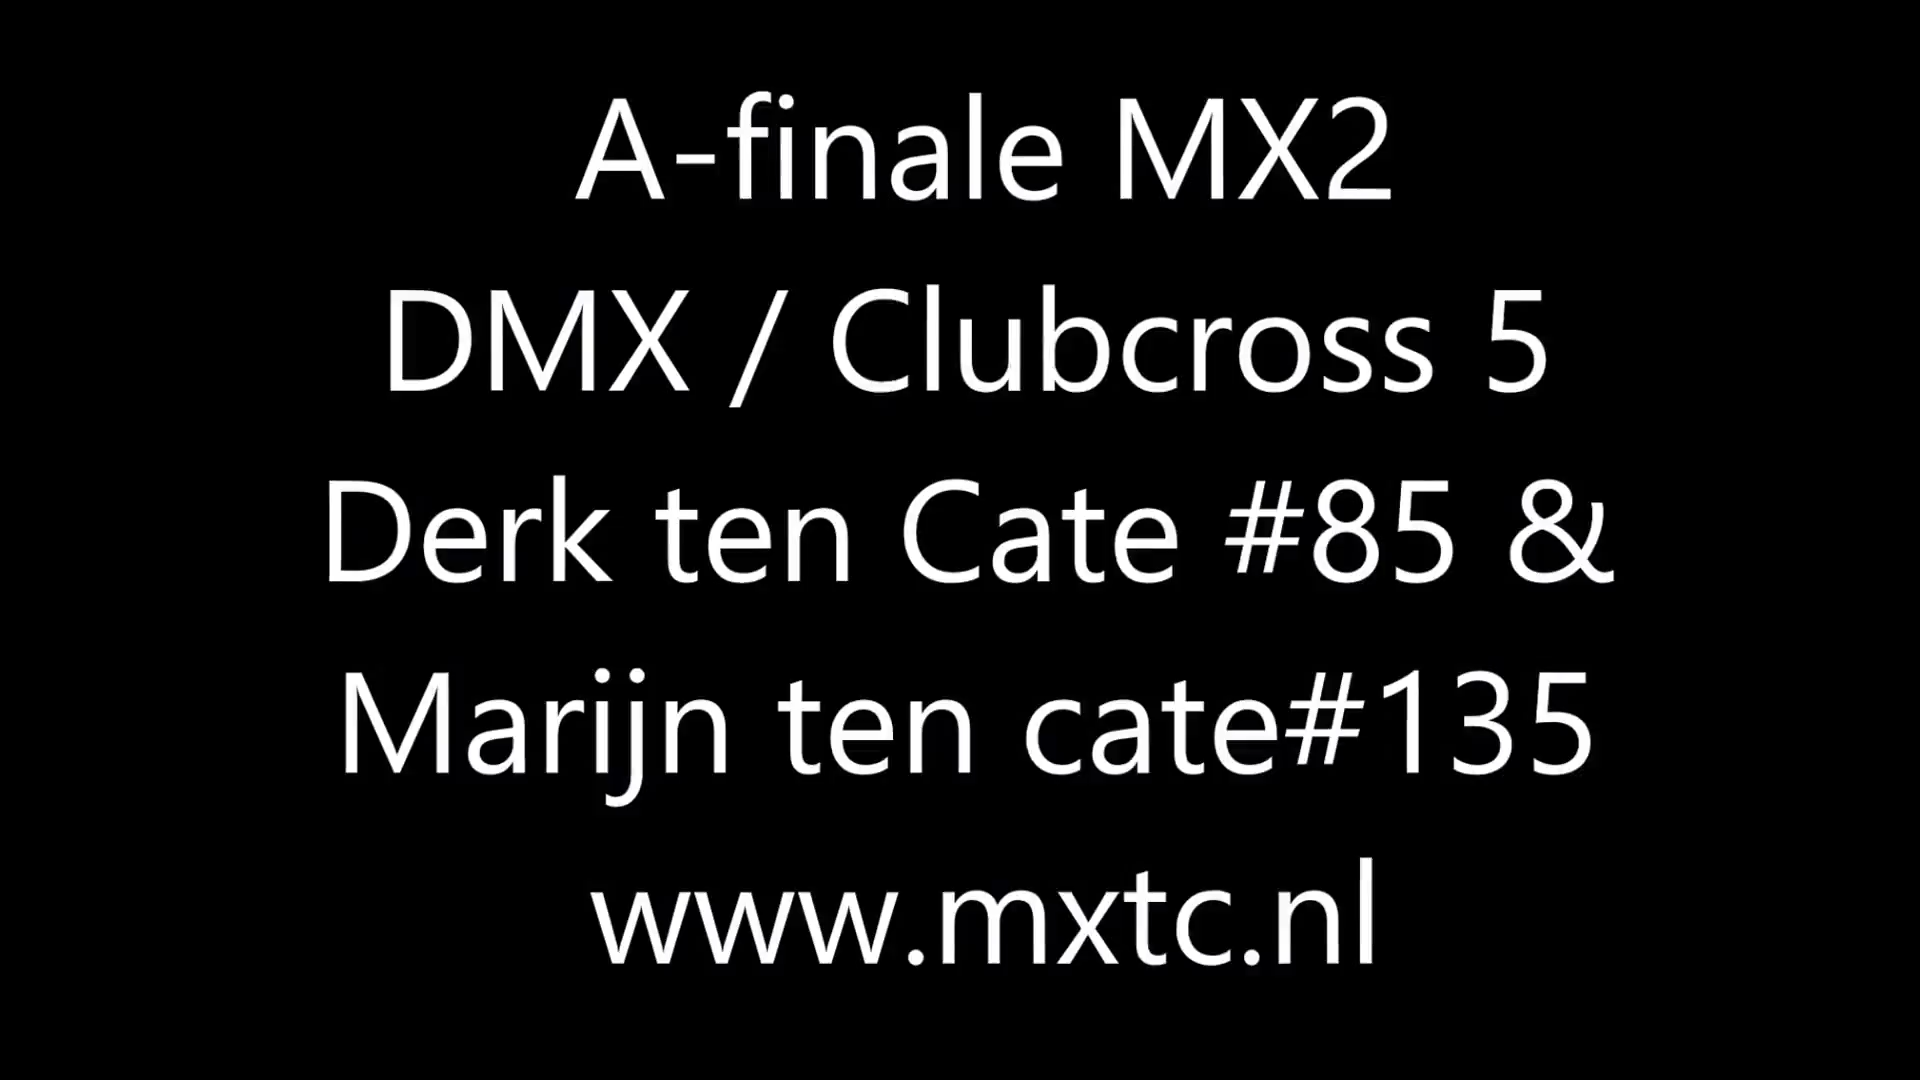 A-finale MX2
DMX / Clubcross 5
Derk ten Cate #85 &
Marijn ten cate#135
www.mxtc.nl